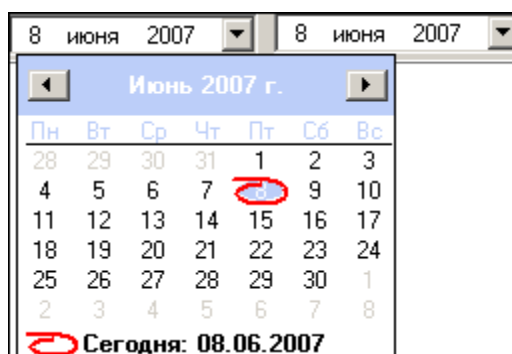 8 июня 2007 8 июня 2007
Июнь 2007 г.
Пн Вт Ср Чт Пт Сб Вс
28 29 30 31 1 2 3
4 5 6 7 8 9 10
11 12 13 14 15 16 17
18 19 20 21 22 23 24
25 26 27 28 29 30 1
2 3 4 5 6 7 8
Сегодня: 08.06.2007